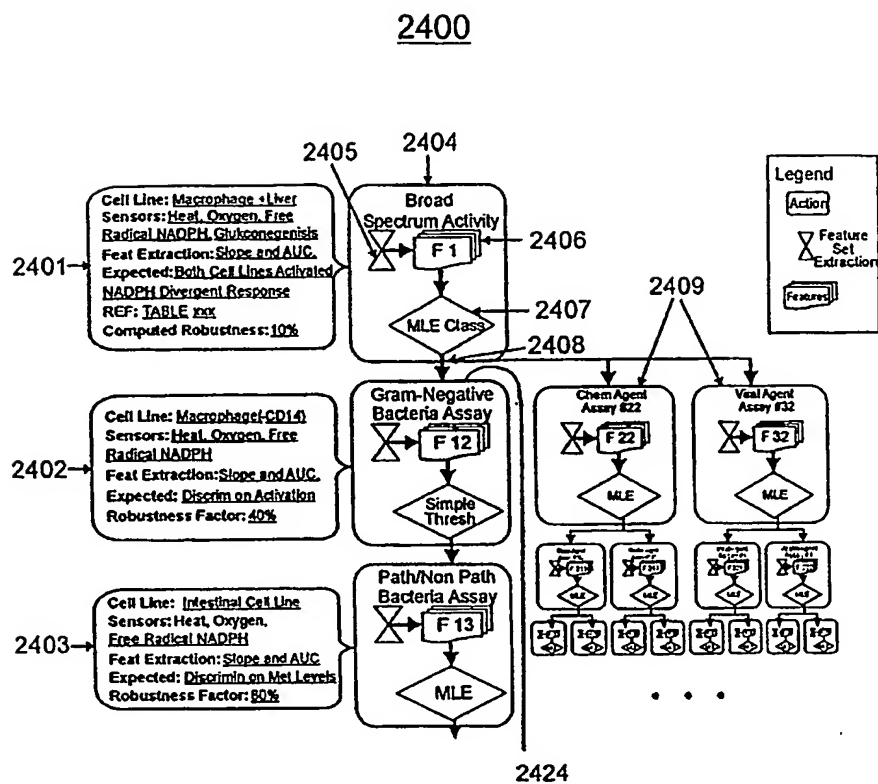 2400
2404
2405
Cell Line: Macrophage +Liver
Sensors: Heat, Oxygen, Free
Radical NADPH, Glukconegenisis
Feat Extraction: Slope and AUC.
Expected: Both Cell Lines Activated
NADPH Divergent Response
REF: TABLE xxx
Computed Robustness: 10%
2401
Broad
Spectrum Activity
F 1
2406
MLE Class
2407
2408
2409
Legend
Action
Feature
Set
Extraction
Features
Cell Line: Macrophage(-CD14)
Sensors: Heat, Oxygen, Free
Radical NADPH
Feat Extraction: Slope and AUC.
Expected: Discrim on Activation
Robustness Factor: 40%
2402
Gram-Negative
Bacteria Assay
F 12
Simple
Thresh
Chem Agent
Assay #22
F 22
MLE
Viral Agent
Assay #32
F 32
MLE
MLE
MLE
MLE
MLE
Cell Line: Intestinal Cell Line
Sensors: Heat, Oxygen,
Free Radical NADPH
Feat Extraction: Slope and AUC
Expected: Discrimin on Met Levels
Robustness Factor: 80%
2403
Path/Non Path
Bacteria Assay
F 13
MLE
2424